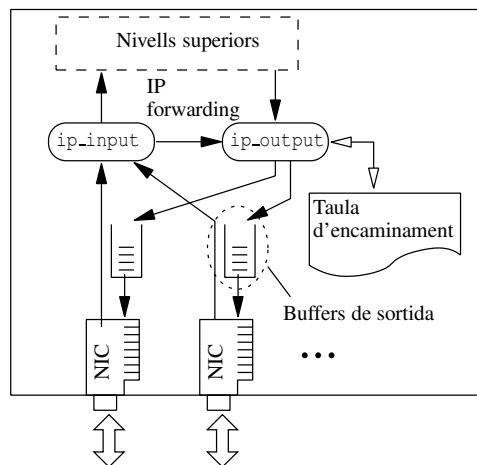 Nivells superiors
IP
forwarding
ip_input
ip_output
Taula
d'encaminament
Buffers de sortida
NIC
NIC
...